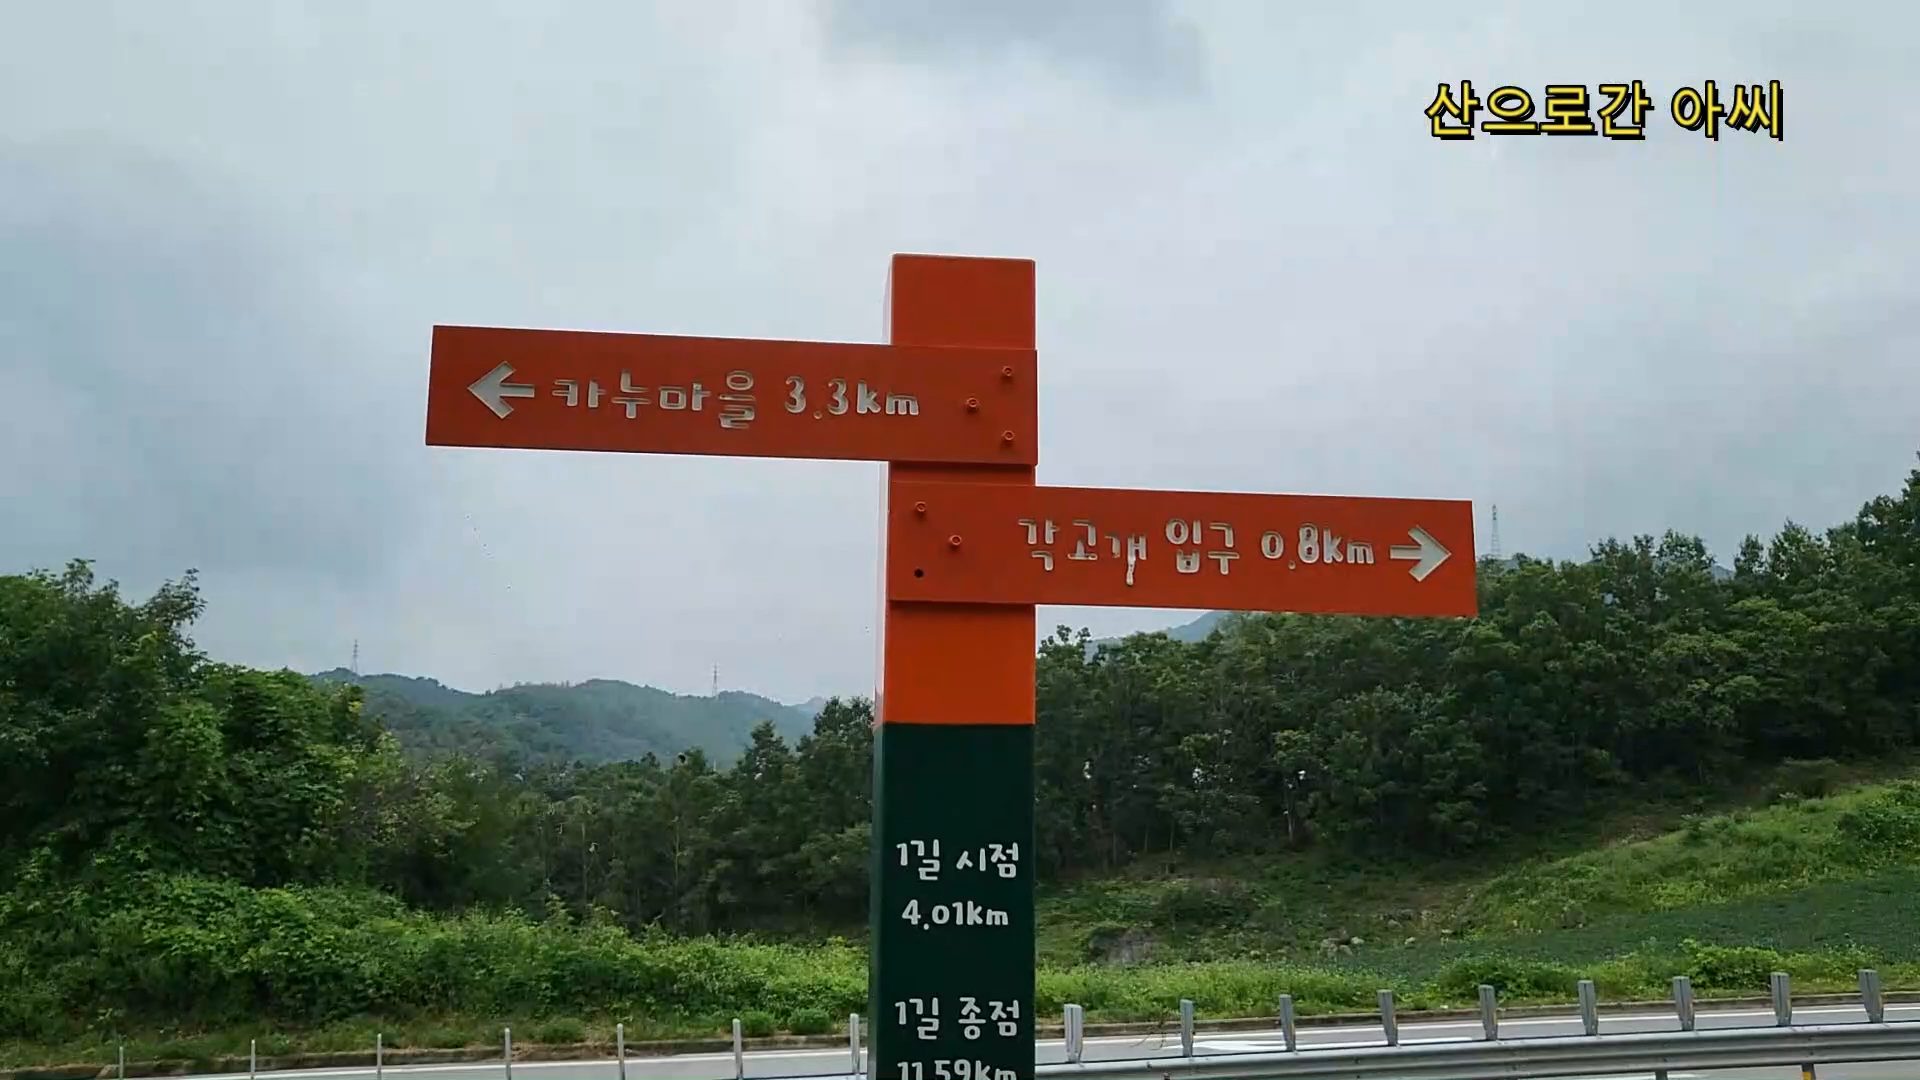 산으로간 아씨
← 카누마을 3.3km
각고개 입구 0.8km →
1길 시점
4.01km
1길 종점
11.59km